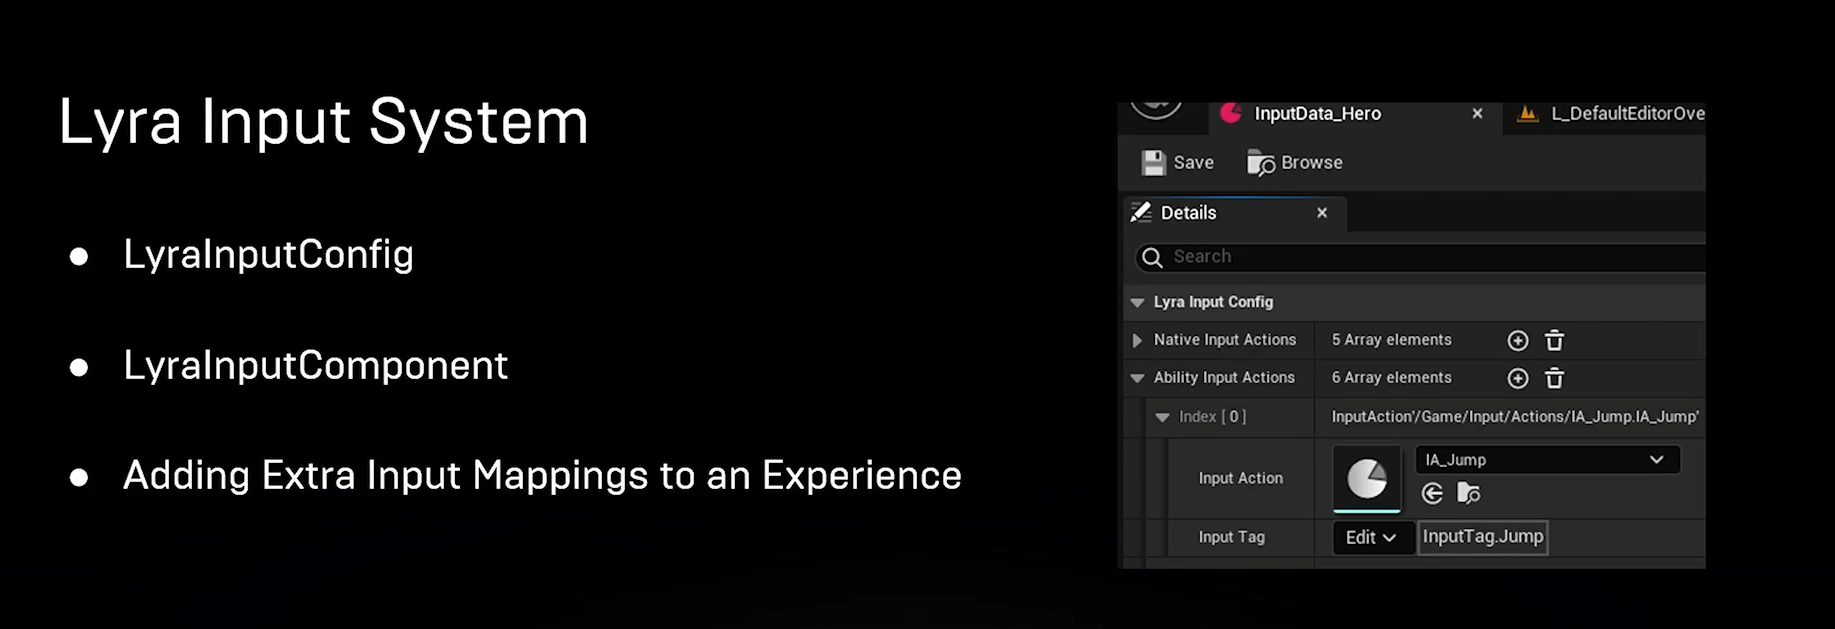 Lyra Input System
LyraInputConfig
LyraInputComponent
Adding Extra Input Mappings to an Experience
InputData_Hero
L_DefaultEditorOve
Save
Browse
Details
Search
Lyra Input Config
Native Input Actions
5 Array elements
Ability Input Actions
6 Array elements
Index [ 0 ]
InputAction'/Game/Input/Actions/IA_Jump.IA_Jump'
Input Action
IA_Jump
Input Tag
Edit
InputTag.Jump